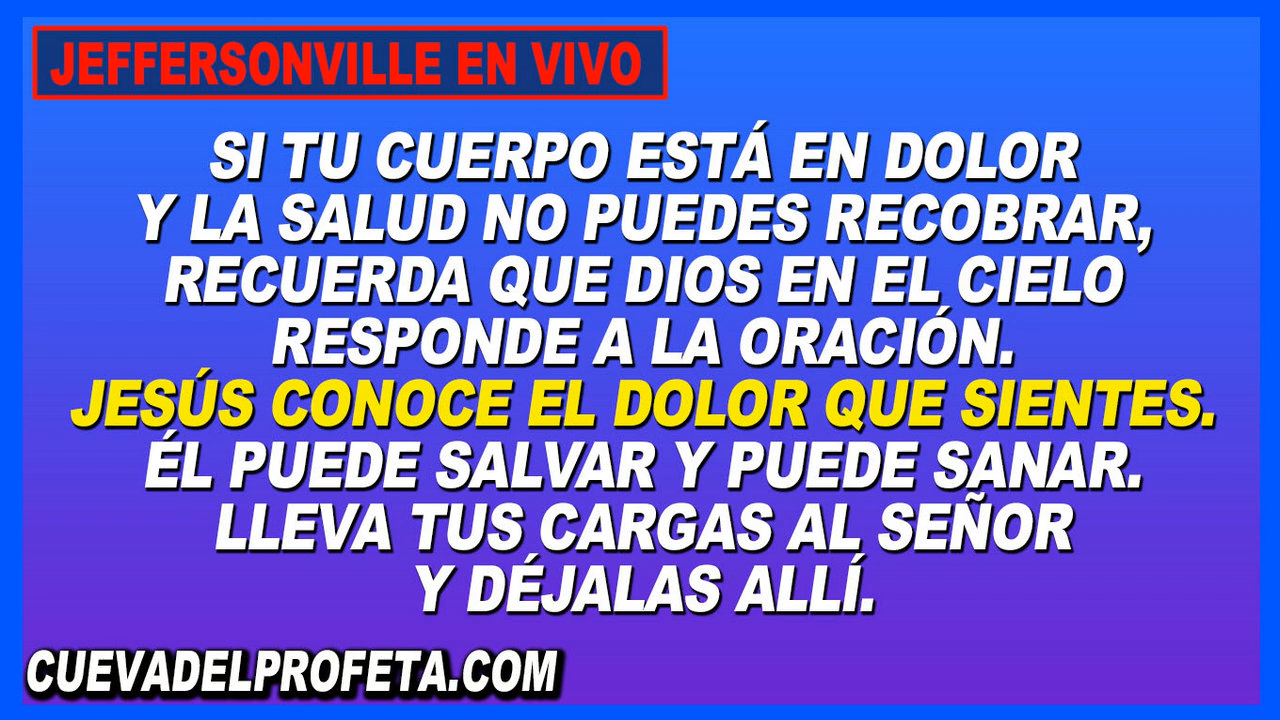 JEFFERSONVILLE EN VIVO
SI TU CUERPO ESTÁ EN DOLOR
Y LA SALUD NO PUEDES RECOBRAR,
RECUERDA QUE DIOS EN EL CIELO
RESPONDE A LA ORACIÓN.
JESÚS CONOCE EL DOLOR QUE SIENTES.
ÉL PUEDE SALVAR Y PUEDE SANAR.
LLEVA TUS CARGAS AL SEÑOR
Y DÉJALAS ALLÍ.
CUEVADELPROFETA.COM